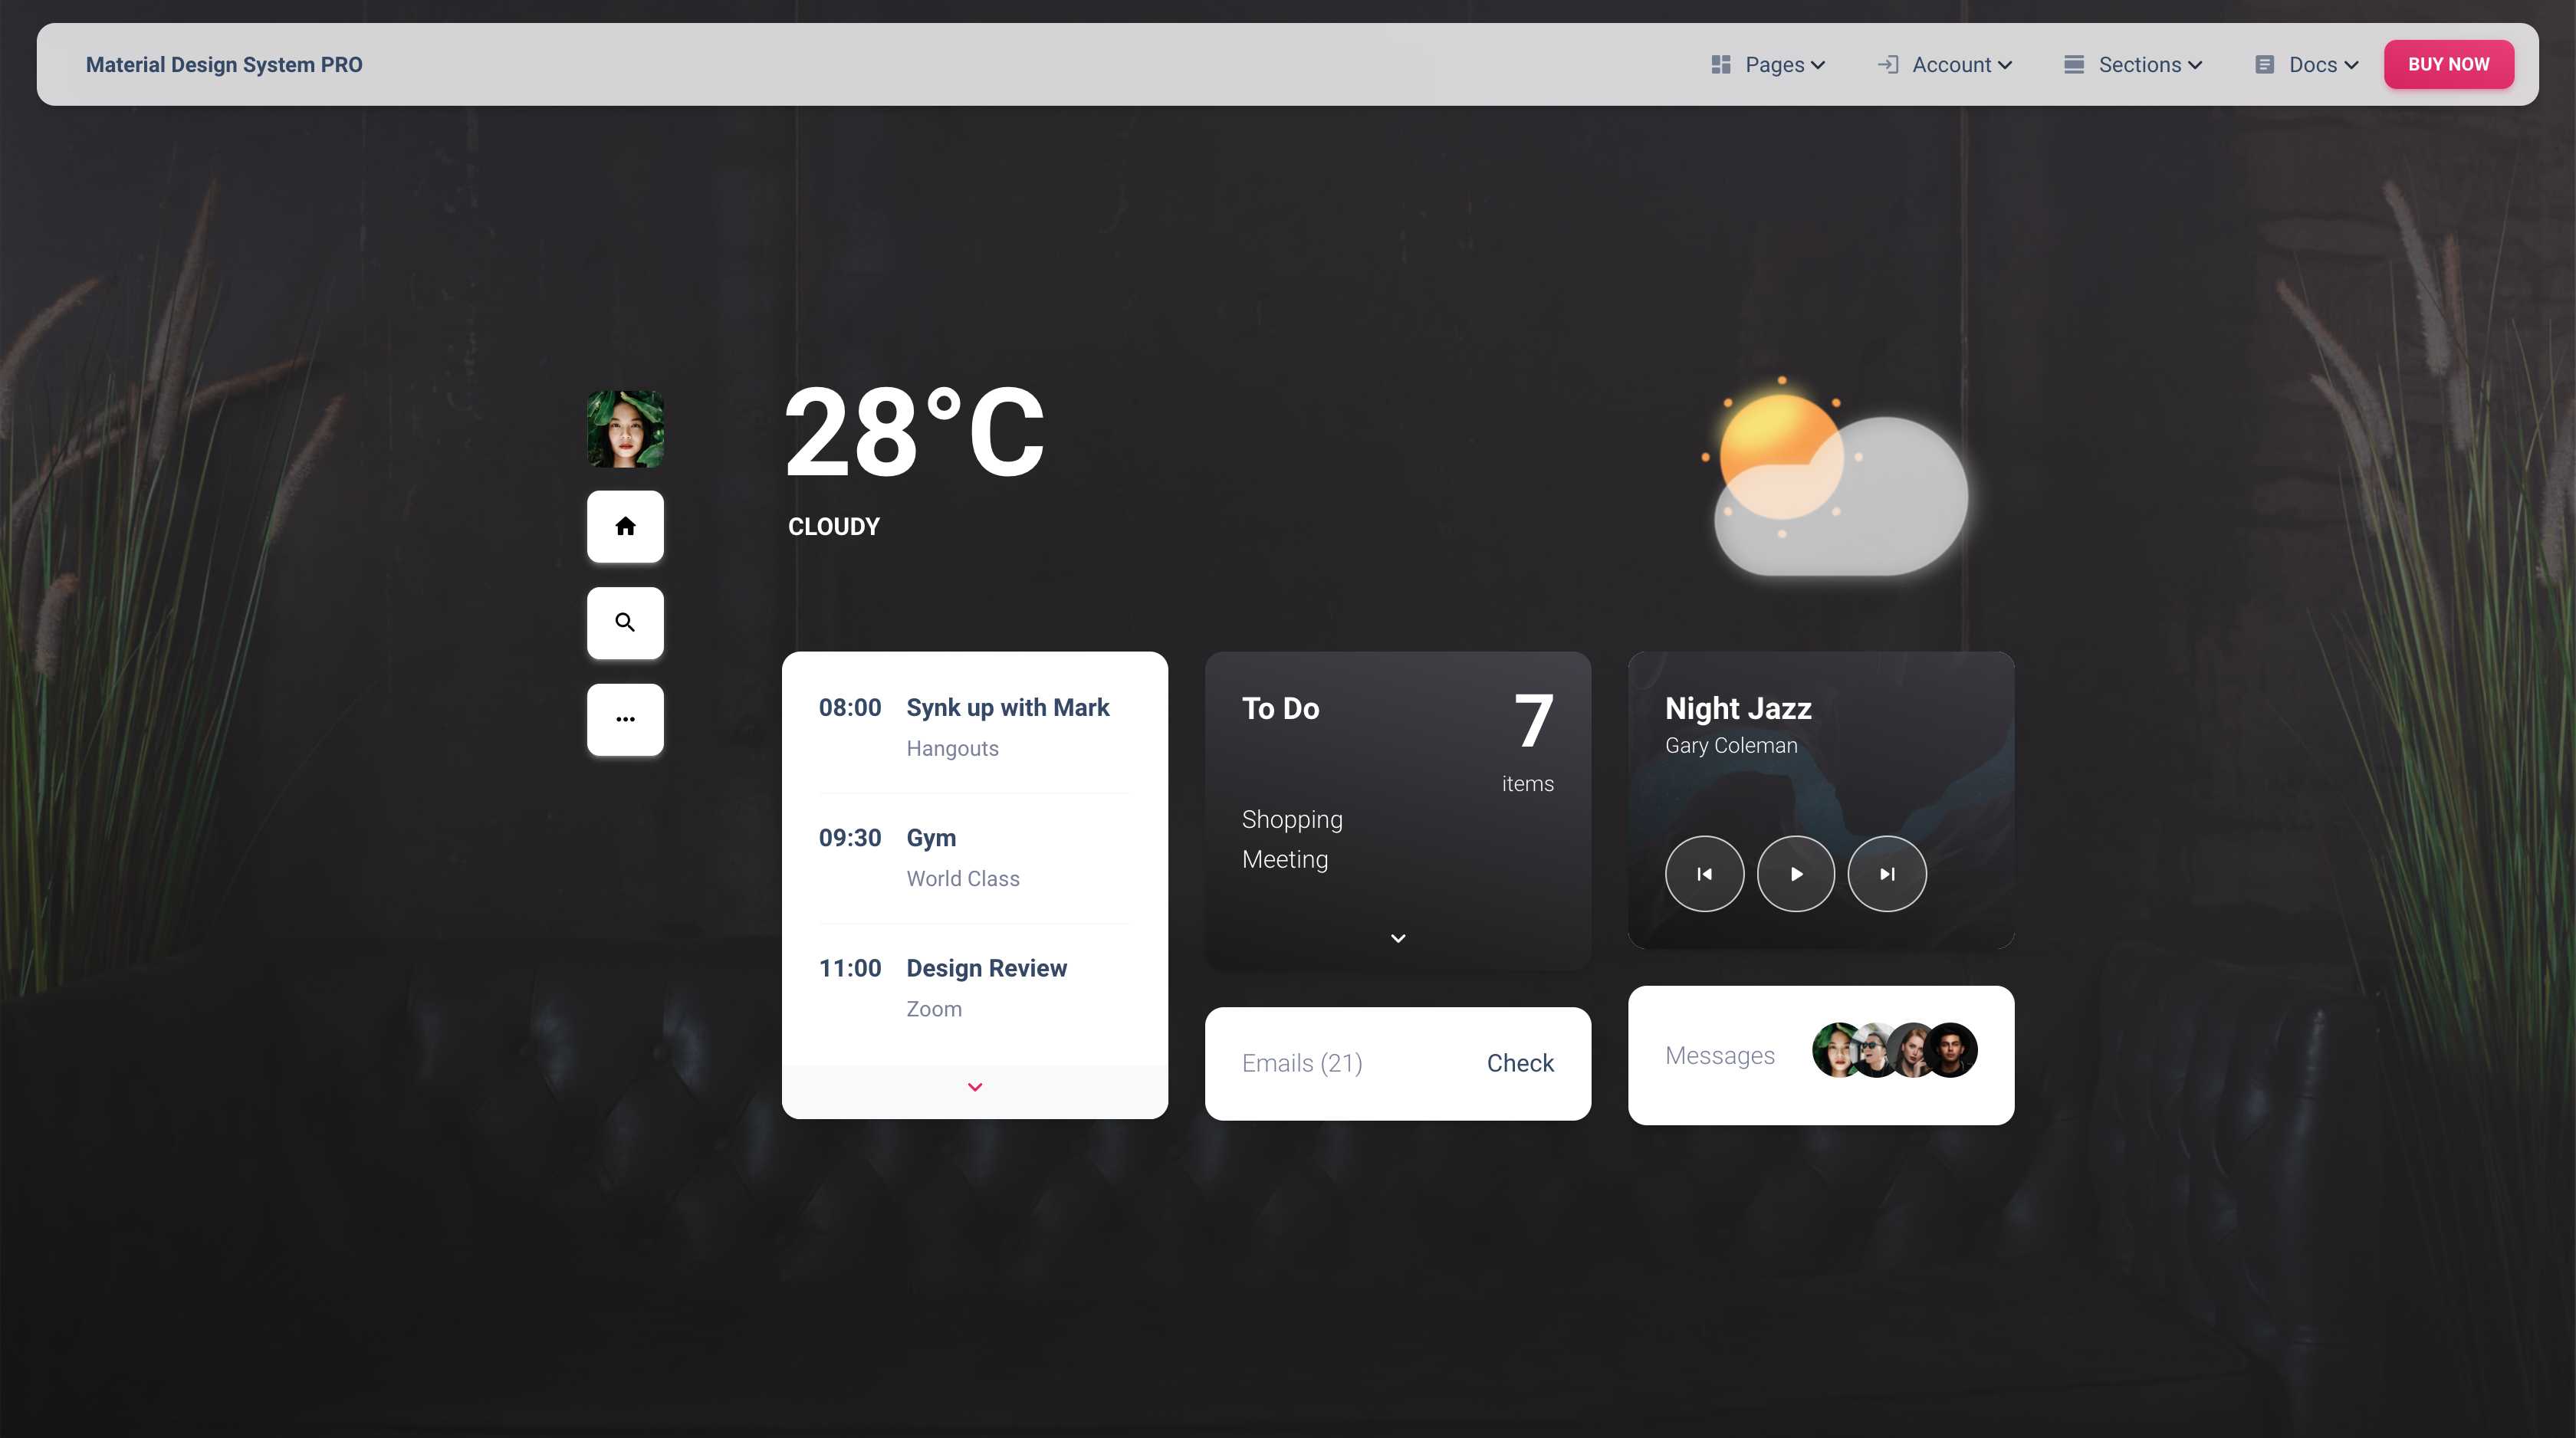 Material Design System PRO
Pages
Account
Sections
Docs
BUY NOW
28°C
CLOUDY
08:00 Synk up with Mark
Hangouts
09:30 Gym
World Class
11:00 Design Review
Zoom
To Do
7
items
Shopping
Meeting
Emails (21) Check
Night Jazz
Gary Coleman
Messages